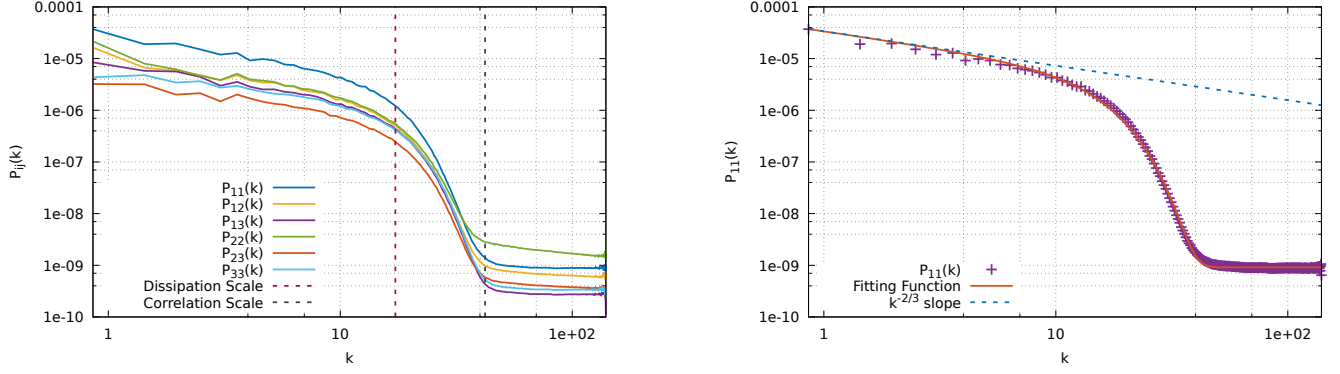 0.0001
1e-05
1e-06
1e-07
1e-08
1e-09
1e-10
P_ij(k)
P_11(k)
P_12(k)
P_13(k)
P_22(k)
P_23(k)
P_33(k)
Dissipation Scale
Correlation Scale
1
10
1e+02
k
0.0001
1e-05
1e-06
1e-07
1e-08
1e-09
1e-10
P_11(k)
P_11(k)
Fitting Function
k^-2/3 slope
1
10
1e+02
k